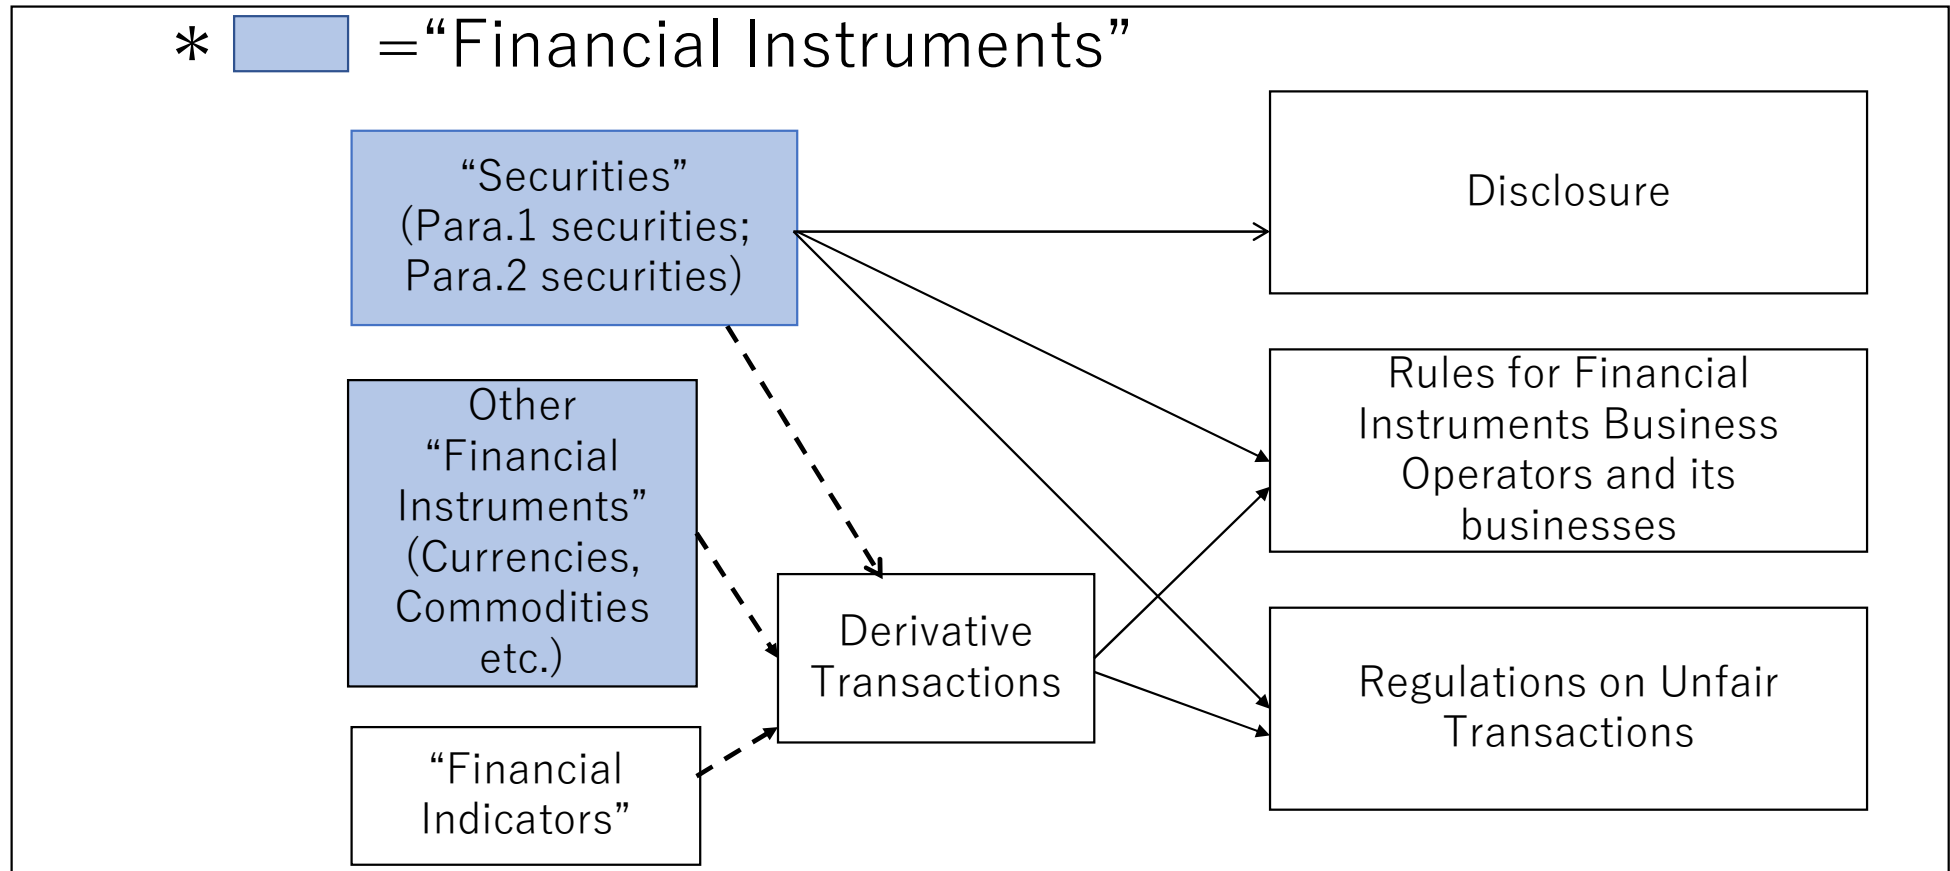 * =“Financial Instruments”
“Securities”
(Para.1 securities;
Para.2 securities)
Disclosure
Other
“Financial
Instruments”
(Currencies,
Commodities
etc.)
Rules for Financial
Instruments Business
Operators and its
businesses
Derivative
Transactions
Regulations on Unfair
Transactions
“Financial
Indicators”